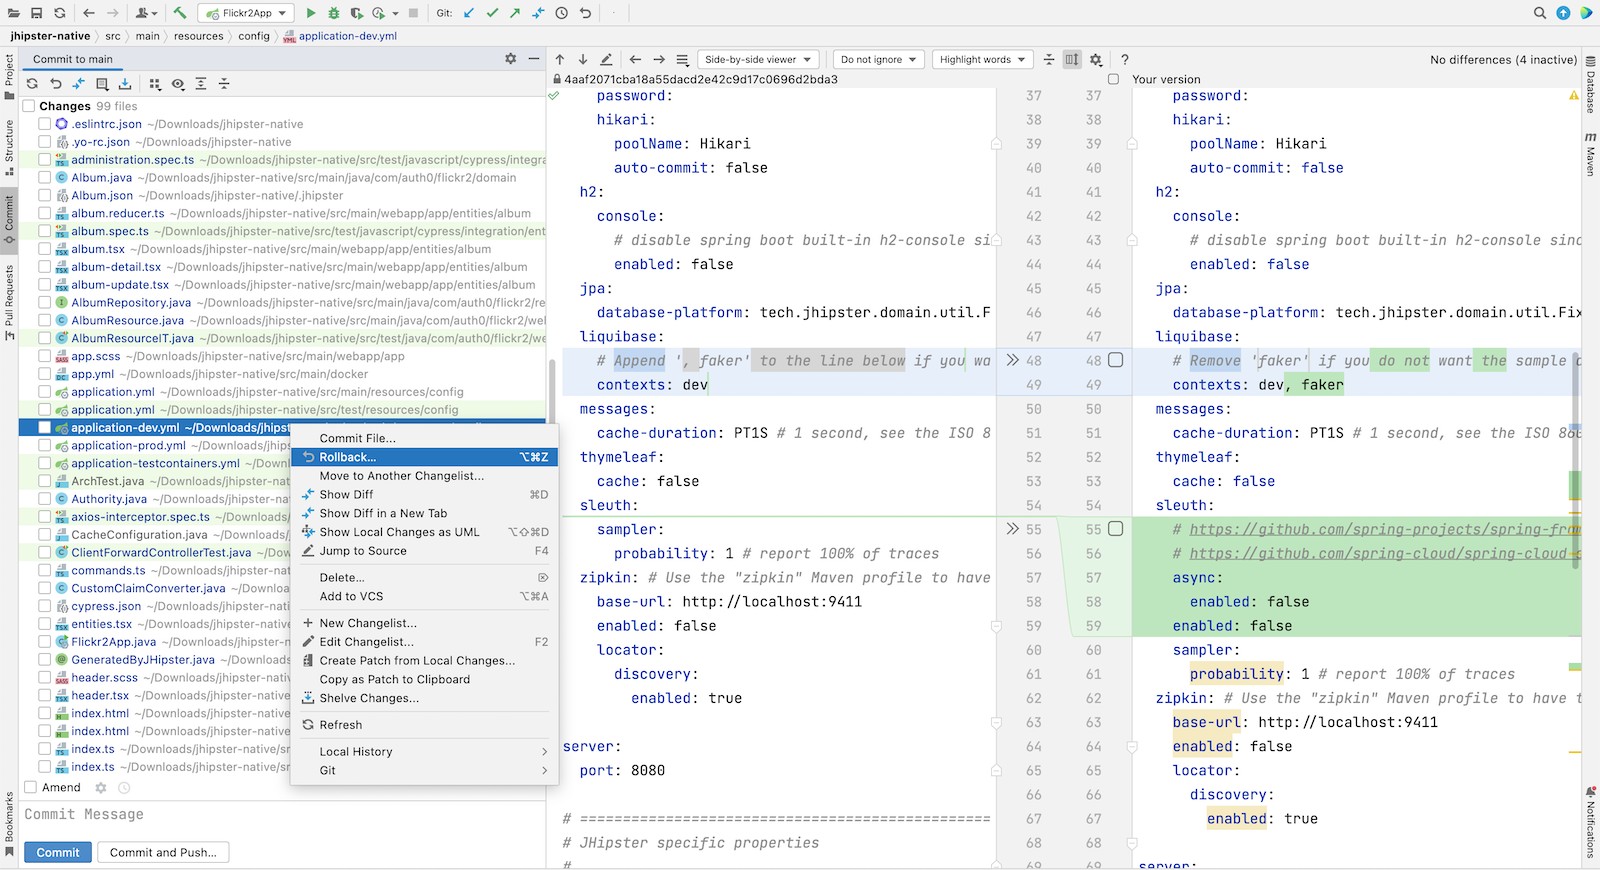 Flickr2App
Git:
jhipster-native src main resources config application-dev.yml
Commit to main
Side-by-side viewer
Do not ignore
Highlight words
?
No differences (4 inactive)
4aaf2071cba18a55dacd2e42c9d17c0696d2bda3
Your version
Project
Structure
Commit
Pull Requests
Bookmarks
Database
Maven
Notifications
Changes 99 files
.eslintrc.json ~/Downloads/jhipster-native
.yo-rc.json ~/Downloads/jhipster-native
administration.spec.ts ~/Downloads/jhipster-native/src/test/javascript/cypress/integra
Album.java ~/Downloads/jhipster-native/src/main/java/com/auth0/flickr2/domain
Album.json ~/Downloads/jhipster-native/.jhipster
album.reducer.ts ~/Downloads/jhipster-native/src/main/webapp/app/entities/album
album.spec.ts ~/Downloads/jhipster-native/src/test/javascript/cypress/integration/ent
album.tsx ~/Downloads/jhipster-native/src/main/webapp/app/entities/album
album-detail.tsx ~/Downloads/jhipster-native/src/main/webapp/app/entities/album
album-update.tsx ~/Downloads/jhipster-native/src/main/webapp/app/entities/album
AlbumRepository.java ~/Downloads/jhipster-native/src/main/java/com/auth0/flickr2/re
AlbumResource.java ~/Downloads/jhipster-native/src/main/java/com/auth0/flickr2/wel
AlbumResourceIT.java ~/Downloads/jhipster-native/src/test/java/com/auth0/flickr2/we
app.scss ~/Downloads/jhipster-native/src/main/webapp/app
app.yml ~/Downloads/jhipster-native/src/main/docker
application.yml ~/Downloads/jhipster-native/src/main/resources/config
application.yml ~/Downloads/jhipster-native/src/test/resources/config
application-dev.yml ~/Downloads/jhips
application-prod.yml ~/Downloads/jhi
application-testcontainers.yml ~/Down
ArchTest.java ~/Downloads/jhipster-nat
Authority.java ~/Downloads/jhipster-na
axios-interceptor.spec.ts ~/Downloads
CacheConfiguration.java ~/Downloads/
ClientForwardControllerTest.java ~/Do
commands.ts ~/Downloads/jhipster-nat
CustomClaimConverter.java ~/Downloa
cypress.json ~/Downloads/jhipster-nati
entities.tsx ~/Downloads/jhipster-nativ
Flickr2App.java ~/Downloads/jhipster-n
GeneratedByJHipster.java ~/Download
header.scss ~/Downloads/jhipster-nativ
header.tsx ~/Downloads/jhipster-native
index.html ~/Downloads/jhipster-native
index.html ~/Downloads/jhipster-native
index.ts ~/Downloads/jhipster-native/sr
index.ts ~/Downloads/jhipster-native/sr
Amend
Commit Message
Commit
Commit and Push...
Commit File...
Rollback... ⌥⌘Z
Move to Another Changelist...
Show Diff ⌘D
Show Diff in a New Tab
Show Local Changes as UML ⌥⇧⌘D
Jump to Source F4
Delete... ⌦
Add to VCS ⌥⌘A
New Changelist...
Edit Changelist... F2
Create Patch from Local Changes...
Copy as Patch to Clipboard
Shelve Changes...
Refresh
Local History
Git
password: 37
hikari: 38
poolName: Hikari 39
auto-commit: false 40
h2: 41
console: 42
# disable spring boot built-in h2-console si 43
enabled: false 44
jpa: 45
database-platform: tech.jhipster.domain.util.F 46
liquibase: 47
# Append ', faker' to the line below if you wa 48
contexts: dev 49
messages: 50
cache-duration: PT1S # 1 second, see the ISO 8 51
thymeleaf: 52
cache: false 53
sleuth: 54
sampler: 55
probability: 1 # report 100% of traces 56
zipkin: # Use the "zipkin" Maven profile to have 57
base-url: http://localhost:9411 58
enabled: false 59
locator: 60
discovery: 61
enabled: true 62
63
server: 64
port: 8080 65
66
# ================================================ 67
# JHipster specific properties 68
# 69
37 password:
38 hikari:
39 poolName: Hikari
40 auto-commit: false
41 h2:
42 console:
43 # disable spring boot built-in h2-console sinc
44 enabled: false
45 jpa:
46 database-platform: tech.jhipster.domain.util.Fix
47 liquibase:
48 # Remove 'faker' if you do not want the sample d
49 contexts: dev, faker
50 messages:
51 cache-duration: PT1S # 1 second, see the ISO 860
52 thymeleaf:
53 cache: false
54 sleuth:
55 # https://github.com/spring-projects/spring-fram
56 # https://github.com/spring-cloud/spring-cloud-s
57 async:
58 enabled: false
59 enabled: false
60 sampler:
61 probability: 1 # report 100% of traces
62 zipkin: # Use the "zipkin" Maven profile to have t
63 base-url: http://localhost:9411
64 enabled: false
65 locator:
66 discovery:
67 enabled: true
68
69 server: